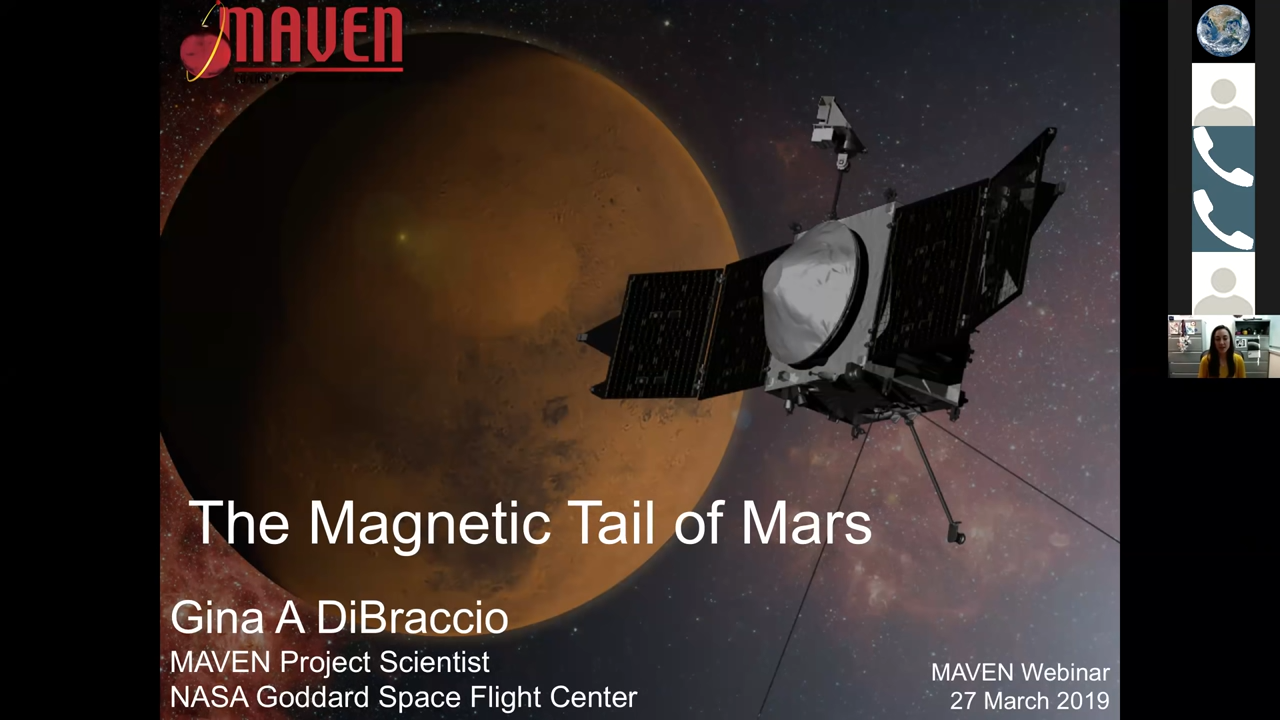 MAVEN
The Magnetic Tail of Mars
Gina A DiBraccio
MAVEN Project Scientist
NASA Goddard Space Flight Center
MAVEN Webinar
27 March 2019